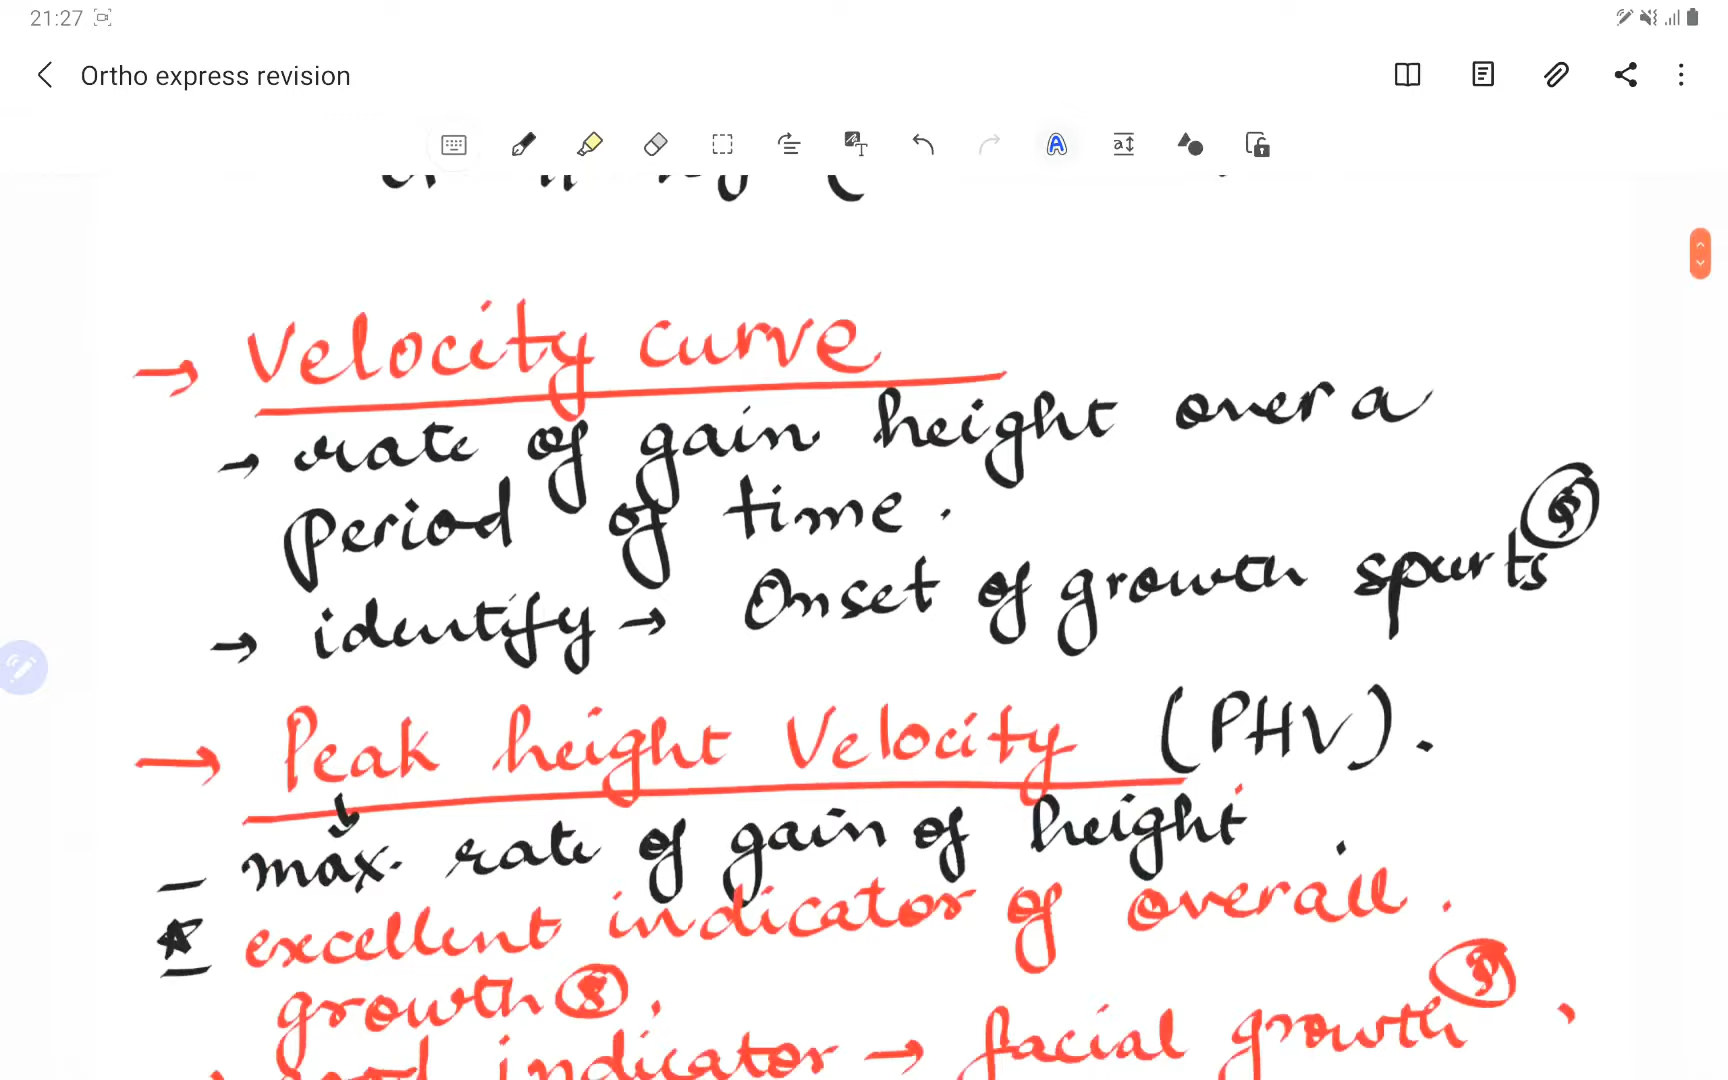 21:27
Ortho express revision
→ Velocity curve
→ rate of gain height over a
period of time.
→ identify → Onset of growth spurts
→ Peak height Velocity (PHV).
- max. rate of gain of height.
* excellent indicator of overall.
growth.
good indicator → facial growth,